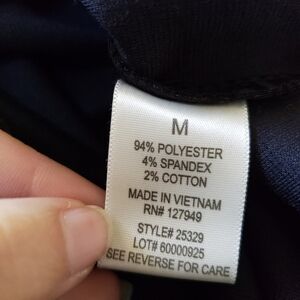 M
94% POLYESTER
4% SPANDEX
2% COTTON
MADE IN VIETNAM
RN# 127949
STYLE# 25329
LOT# 60000925
SEE REVERSE FOR CARE